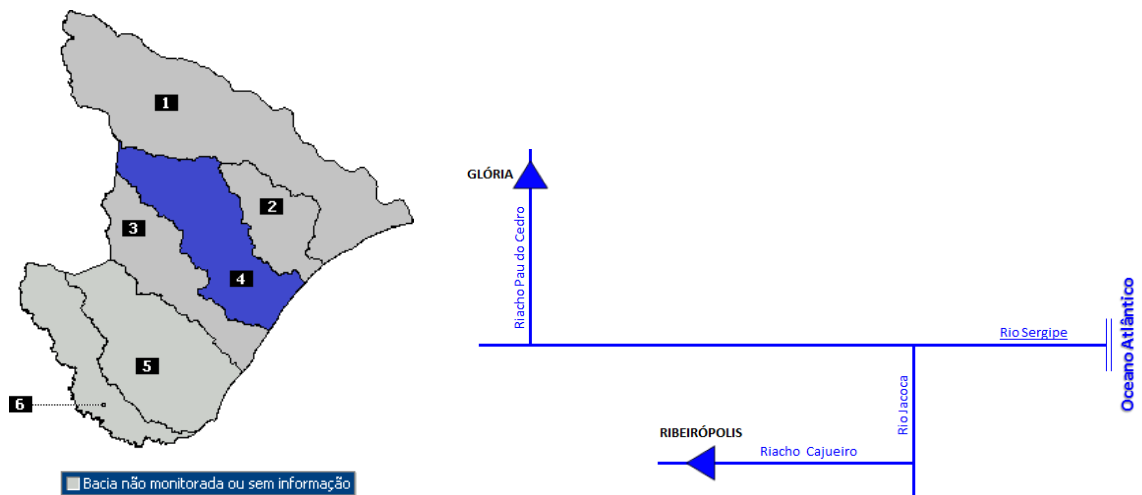 1
2
3
4
5
6
Bacia não monitorada ou sem informação
GLÓRIA
Riacho Pau do Cedro
Rio Sergipe
Oceano Atlântico
Rio Jacoca
RIBEIRÓPOLIS
Riacho Cajueiro